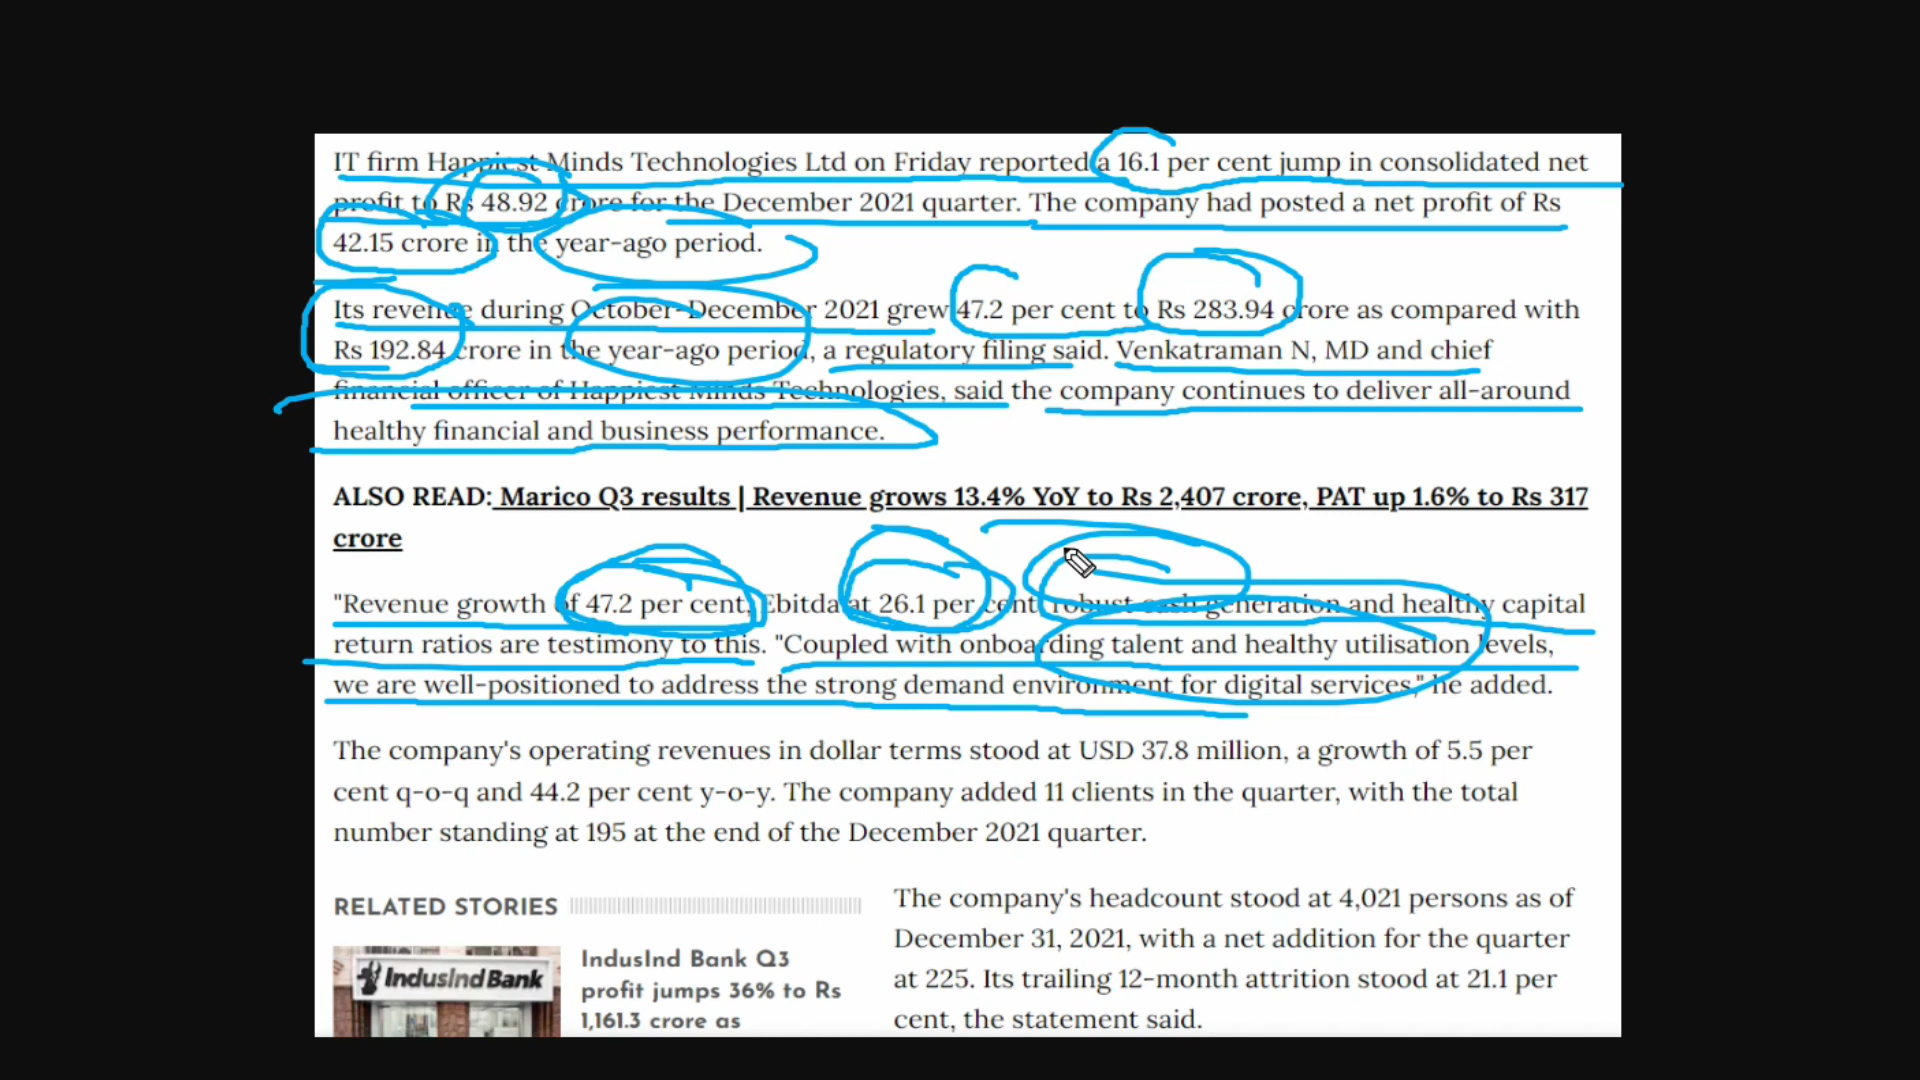 IT firm Happiest Minds Technologies Ltd on Friday reported a 16.1 per cent jump in consolidated net
profit to Rs 48.92 crore for the December 2021 quarter. The company had posted a net profit of Rs
42.15 crore in the year-ago period.
Its revenue during October-December 2021 grew 47.2 per cent to Rs 283.94 crore as compared with
Rs 192.84 crore in the year-ago period, a regulatory filing said. Venkatraman N, MD and chief
financial officer of Happiest Minds Technologies, said the company continues to deliver all-around
healthy financial and business performance.
ALSO READ: Marico Q3 results | Revenue grows 13.4% YoY to Rs 2,407 crore, PAT up 1.6% to Rs 317
crore
"Revenue growth of 47.2 per cent, Ebitda at 26.1 per cent, robust cash generation and healthy capital
return ratios are testimony to this. "Coupled with onboarding talent and healthy utilisation levels,
we are well-positioned to address the strong demand environment for digital services," he added.
The company's operating revenues in dollar terms stood at USD 37.8 million, a growth of 5.5 per
cent q-o-q and 44.2 per cent y-o-y. The company added 11 clients in the quarter, with the total
number standing at 195 at the end of the December 2021 quarter.
RELATED STORIES
IndusInd Bank
IndusInd Bank Q3
profit jumps 36% to Rs
1,161.3 crore as
The company's headcount stood at 4,021 persons as of
December 31, 2021, with a net addition for the quarter
at 225. Its trailing 12-month attrition stood at 21.1 per
cent, the statement said.